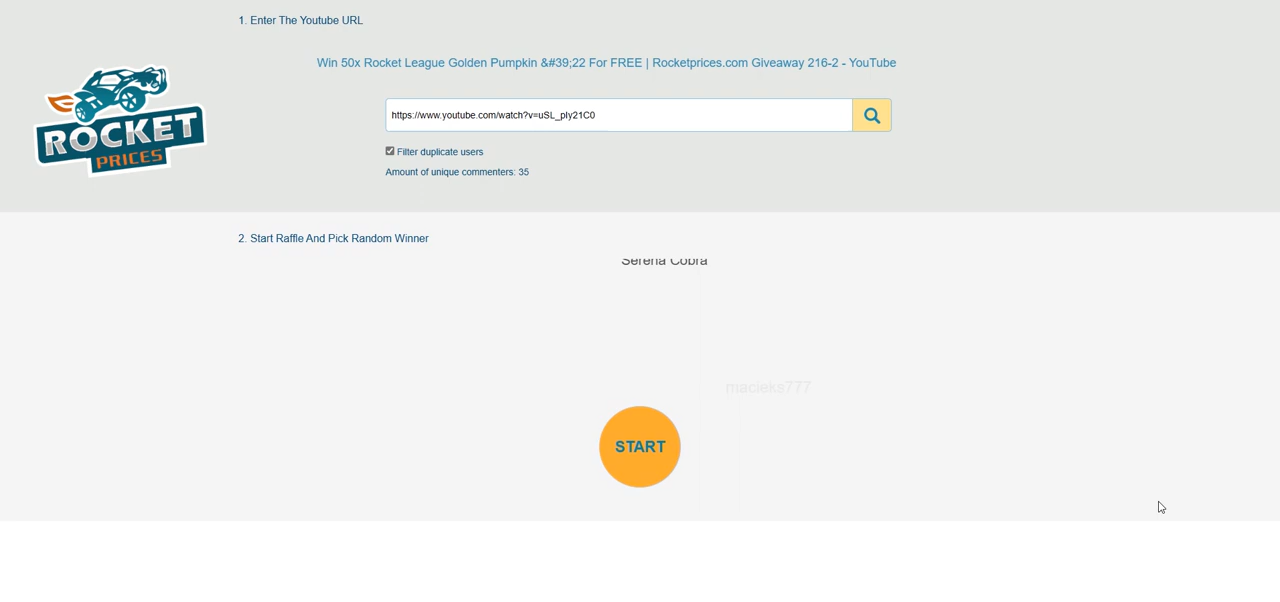 1. Enter The Youtube URL
Win 50x Rocket League Golden Pumpkin &#39;22 For FREE | Rocketprices.com Giveaway 216-2 - YouTube
ROCKET
PRICES
https://www.youtube.com/watch?v=uSL_pIy21C0
Filter duplicate users
Amount of unique commenters: 35
2. Start Raffle And Pick Random Winner
Serena Cobra
macieks777
START